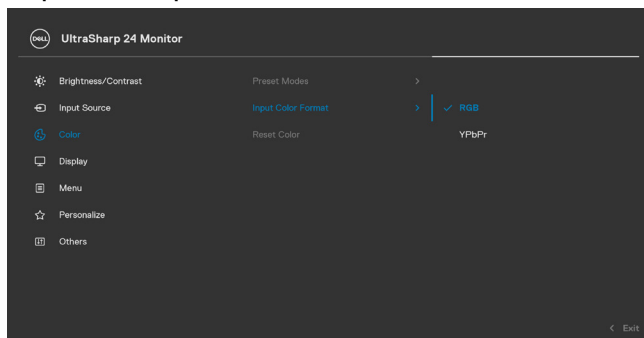 DELL
UltraSharp 24 Monitor
Brightness/Contrast
Preset Modes
Input Source
Input Color Format
RGB
Color
Reset Color
YPbPr
Display
Menu
Personalize
Others
Exit